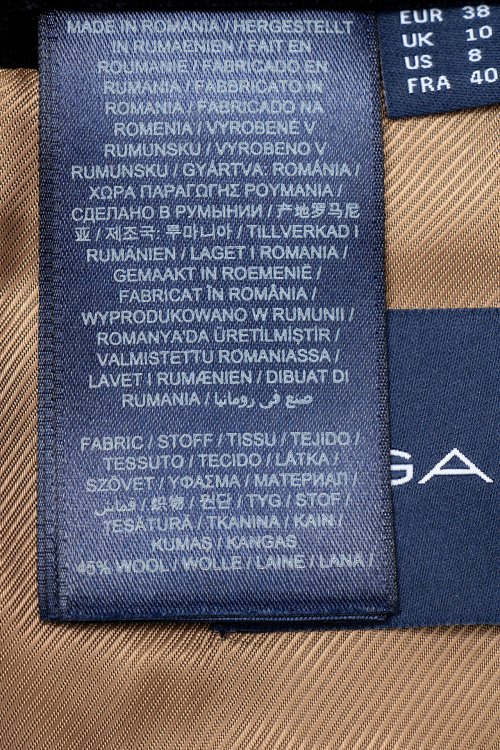 MADE IN ROMANIA / HERGESTELLT
IN RUMAENIEN / FAIT EN
ROUMANIE / FABRICADO EN
RUMANIA / FABBRICATO IN
ROMANIA / FABRICADO NA
ROMENIA / VYROBENE V
RUMUNSKU / VYROBENO V
RUMUNSKU / GYÁRTVA: ROMÁNIA /
ΧΩΡΑ ΠΑΡΑΓΩΓΗΣ ΡΟΥΜΑΝΙΑ /
СДЕЛАНО В РУМЫНИИ / 产地罗马尼
亚 / 제조국: 루마니아 / TILLVERKAD I
RUMÄNIEN / LAGET I ROMANIA /
GEMAAKT IN ROEMENIE /
FABRICAT ÎN ROMÂNIA /
WYPRODUKOWANO W RUMUNII /
ROMANYA'DA ÜRETILMIŞTIR /
VALMISTETTU ROMANIASSA /
LAVET I RUMÆNIEN / DIBUAT DI
RUMANIA / صنع في رومانيا
FABRIC / STOFF / TISSU / TEJIDO /
TESSUTO / TECIDO / LÁTKA /
SZÖVET / ΥΦΑΣΜΑ / МАТЕРИАЛ /
قماش / 織物 / 원단 / TYG / STOF /
TESĂTURA / TKANINA / KAIN /
KUMAŞ / KANGAS
45% WOOL / WOLLE / LAINE / LANA /
EUR 38
UK 10
US 8
FRA 40
GA